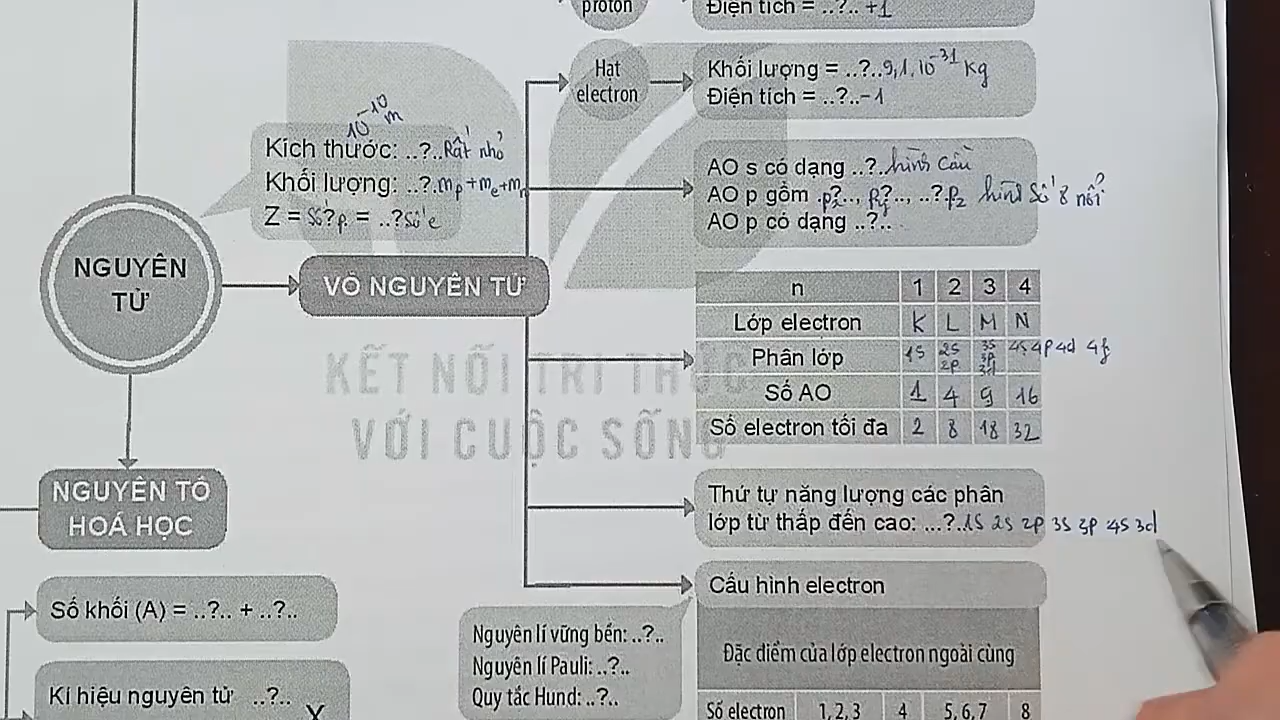 proton
Điện tích = ..?.. +1
Hạt
electron
Khối lượng = ..?..9,1.10⁻³¹ kg
Điện tích = ..?..-1
10⁻¹⁰ m
Kích thước: ..?..Rất nhỏ
Khối lượng: ..?.mp+me+mn
Z = Số?p = ..?Số e
AO s có dạng ..?..hình cầu
AO p gồm .px?.., py?.., ..?pz hình số 8 nổi
AO p có dạng ..?..
NGUYÊN
TỬ
VỎ NGUYÊN TỬ
n 1 2 3 4
Lớp electron K L M N
Phân lớp 1s 2s 2p 3s 3p 3d 4s 4p 4d 4f
Số AO 1 4 9 16
Số electron tối đa 2 8 18 32
KẾT NỐI TRI THỨC
VỚI CUỘC SỐNG
NGUYÊN TỐ
HOÁ HỌC
Thứ tự năng lượng các phân
lớp từ thấp đến cao: ...?..1s 2s 2p 3s 3p 4s 3d
Cấu hình electron
Số khối (A) = ..?.. + ..?..
Nguyên lí vững bền: ..?..
Nguyên lí Pauli: ..?..
Quy tắc Hund: ..?..
Đặc điểm của lớp electron ngoài cùng
Kí hiệu nguyên tử ..?.. X
Số electron 1, 2, 3 4 5, 6, 7 8